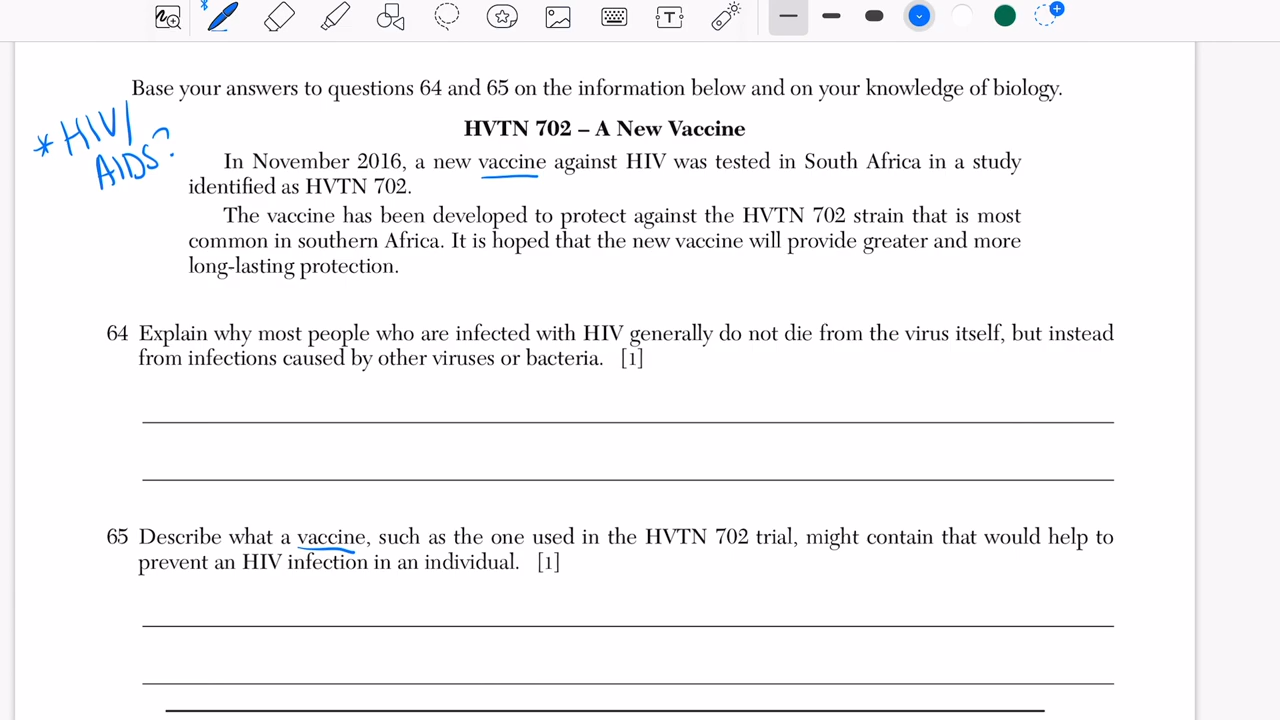 Base your answers to questions 64 and 65 on the information below and on your knowledge of biology.
* HIV/
AIDS?
HVTN 702 – A New Vaccine
In November 2016, a new vaccine against HIV was tested in South Africa in a study
identified as HVTN 702.
The vaccine has been developed to protect against the HVTN 702 strain that is most
common in southern Africa. It is hoped that the new vaccine will provide greater and more
long-lasting protection.
64 Explain why most people who are infected with HIV generally do not die from the virus itself, but instead
from infections caused by other viruses or bacteria. [1]
65 Describe what a vaccine, such as the one used in the HVTN 702 trial, might contain that would help to
prevent an HIV infection in an individual. [1]